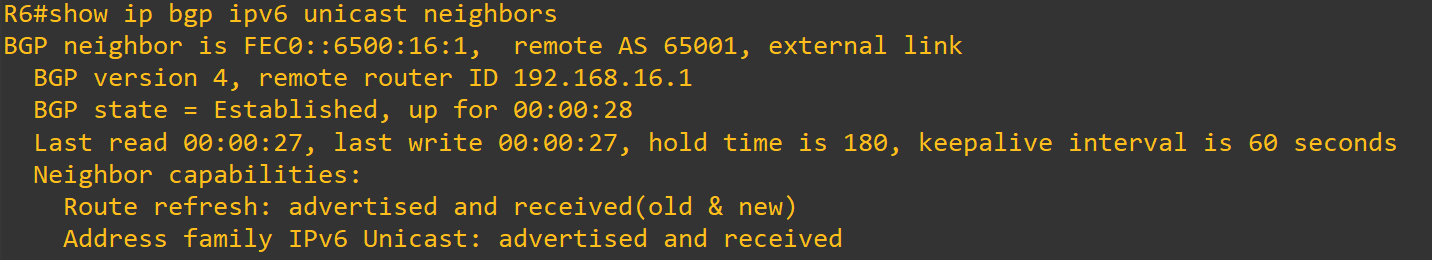 R6#show ip bgp ipv6 unicast neighbors
BGP neighbor is FEC0::6500:16:1,  remote AS 65001, external link
  BGP version 4, remote router ID 192.168.16.1
  BGP state = Established, up for 00:00:28
  Last read 00:00:27, last write 00:00:27, hold time is 180, keepalive interval is 60 seconds
  Neighbor capabilities:
    Route refresh: advertised and received(old & new)
    Address family IPv6 Unicast: advertised and received